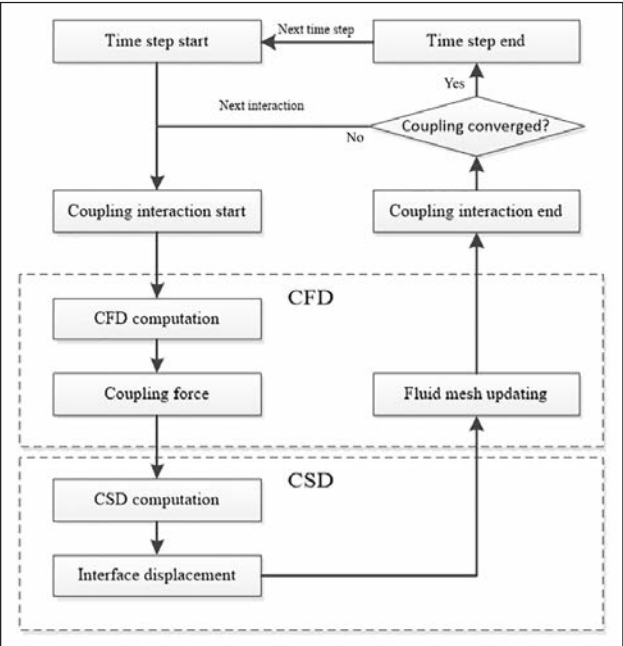 Time step start
Next time step
Time step end
Yes
Next interaction
No
Coupling converged?
Coupling interaction start
Coupling interaction end
CFD
CFD computation
Coupling force
Fluid mesh updating
CSD
CSD computation
Interface displacement